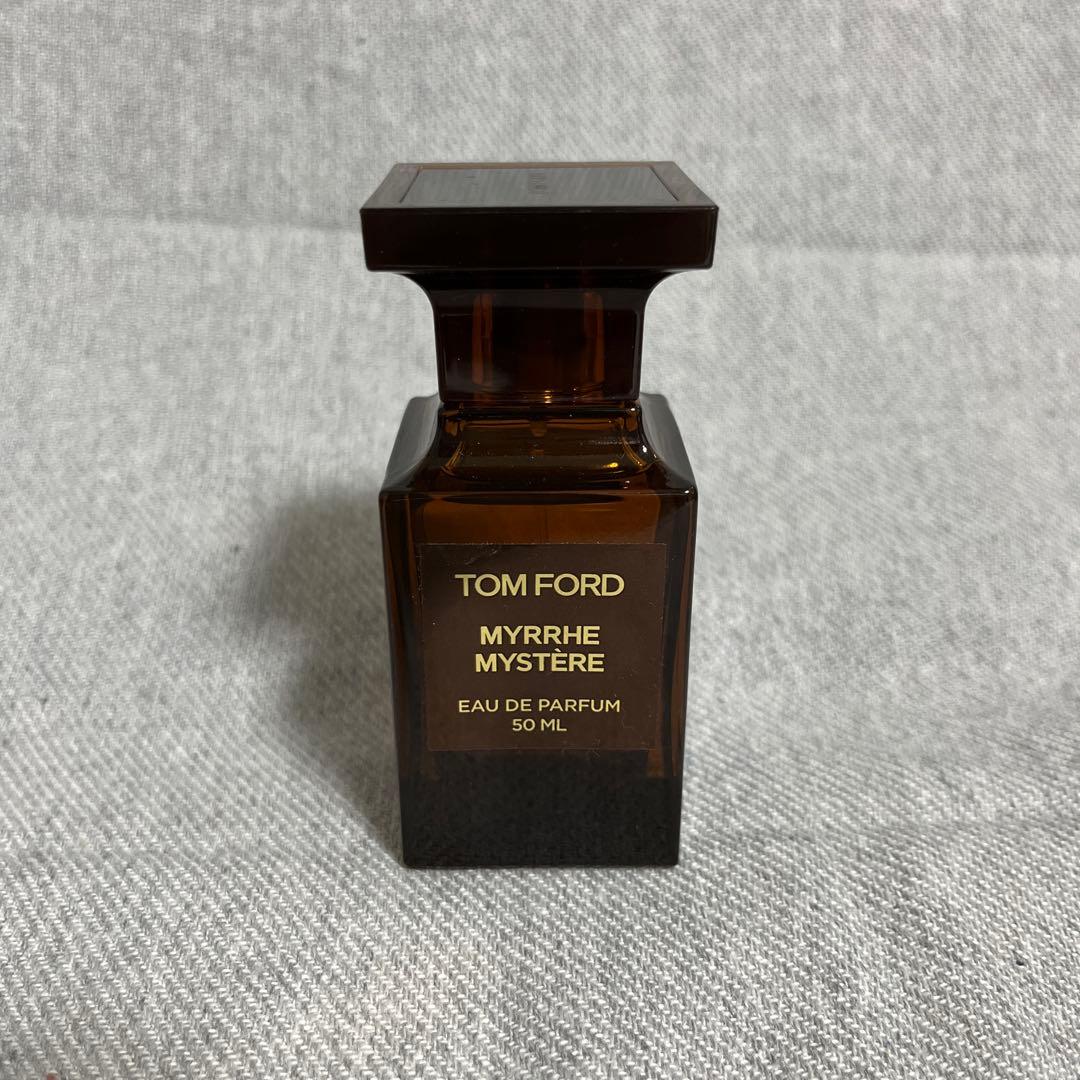 TOM FORD
MYRRHE
MYSTÈRE
EAU DE PARFUM
50 ML